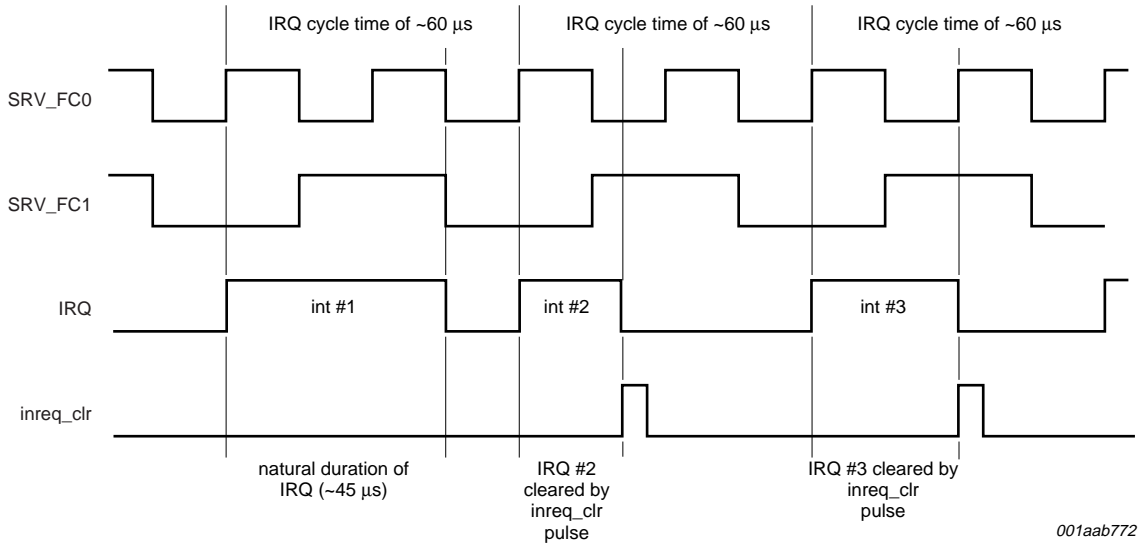 IRQ cycle time of ~60 μs
IRQ cycle time of ~60 μs
IRQ cycle time of ~60 μs
SRV_FC0
SRV_FC1
IRQ
int #1
int #2
int #3
inreq_clr
natural duration of
IRQ (~45 μs)
IRQ #2
cleared by
inreq_clr
pulse
IRQ #3 cleared by
inreq_clr
pulse
001aab772